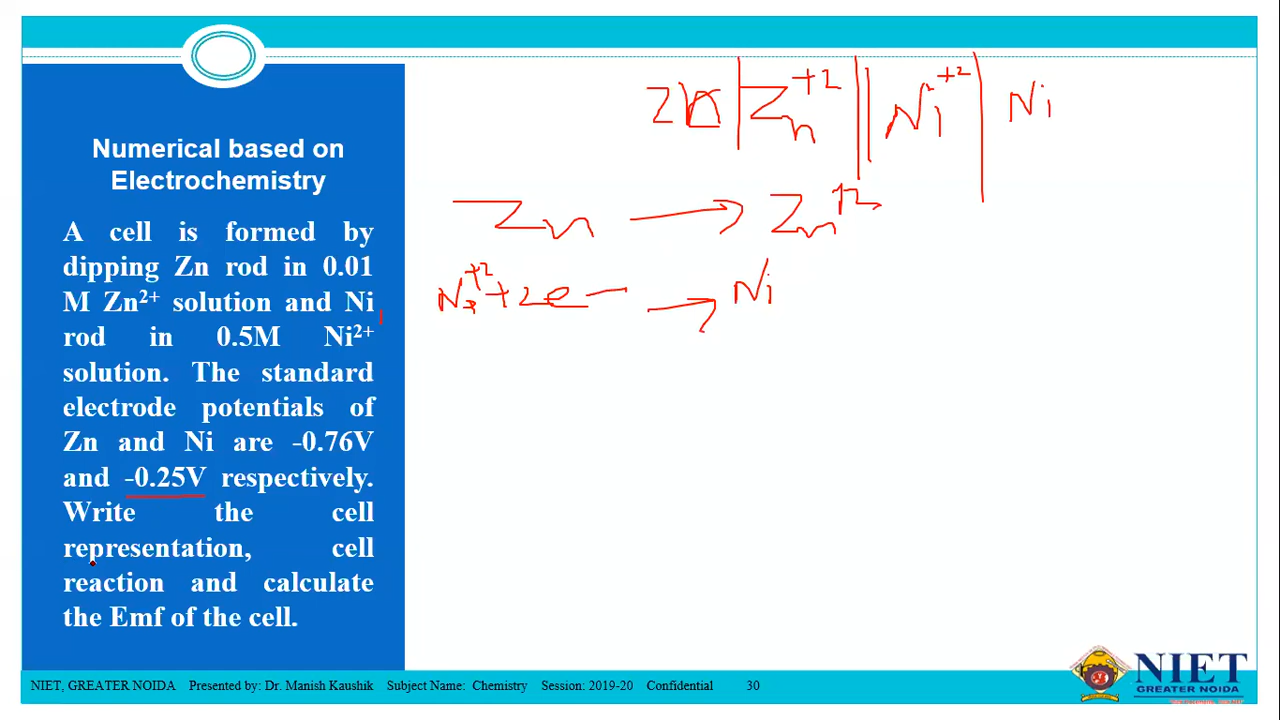 Numerical based on
Electrochemistry
A cell is formed by
dipping Zn rod in 0.01
M Zn²⁺ solution and Ni
rod in 0.5M Ni²⁺
solution. The standard
electrode potentials of
Zn and Ni are -0.76V
and -0.25V respectively.
Write the cell
representation, cell
reaction and calculate
the Emf of the cell.
Zn | Zn⁺² || Ni⁺² | Ni
Zn → Zn⁺²
Ni⁺² + 2e⁻ → Ni
NIET
GREATER NOIDA
NIET, GREATER NOIDA Presented by: Dr. Manish Kaushik Subject Name: Chemistry Session: 2019-20 Confidential 30